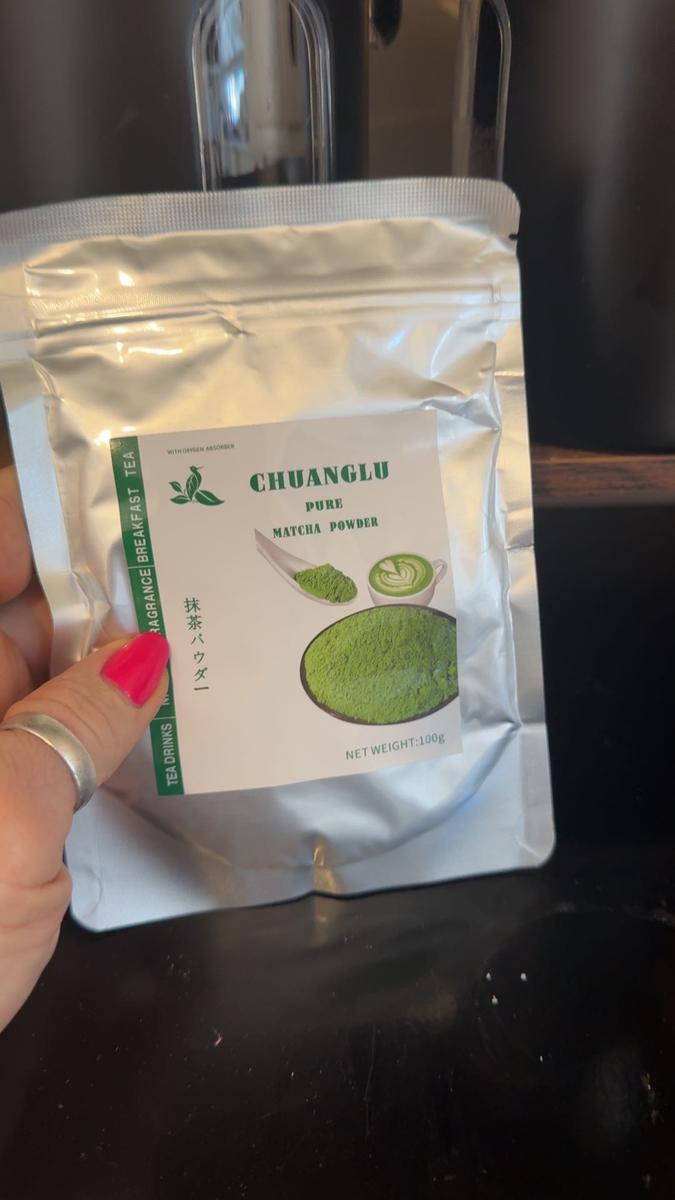 WITH OXYGEN ABSORBER
CHUANGLU
PURE
MATCHA POWDER
抹茶パウダー
NET WEIGHT:100g
TEA DRINKS
BREAKFAST TEA